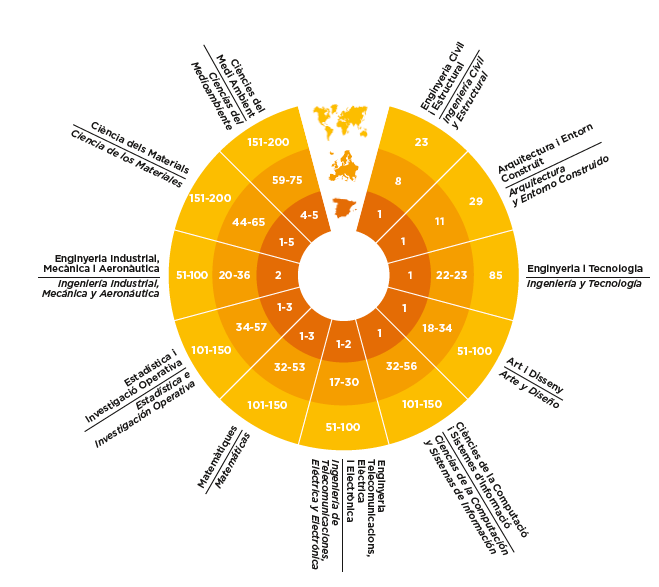 Enginyeria Civil
i Estructural
Ingeniería Civil
y Estructural
23
8
1
Arquitectura i Entorn
Construït
Arquitectura
y Entorno Construido
29
11
1
Enginyeria i Tecnologia
Ingeniería y Tecnología
85
22-23
1
Art i Disseny
Arte y Diseño
51-100
18-34
1
Ciències de la Computació
i Sistemes d'Informació
Ciencias de la Computación
y Sistemas de Información
101-150
32-56
1
Enginyeria
Telecomunicacions,
Elèctrica
i Electrònica
Ingeniería de
Telecomunicaciones,
Eléctrica y Electrónica
51-100
17-30
1-2
Matemàtiques
Matemáticas
101-150
32-53
1-3
Estadística i
Investigació Operativa
Estadística e
Investigación Operativa
101-150
34-57
1-3
Enginyeria Industrial,
Mecànica i Aeronàutica
Ingeniería Industrial,
Mecánica y Aeronáutica
51-100
20-36
2
Ciència dels Materials
Ciencia de los Materiales
151-200
44-65
1-5
Ciències del
Medi Ambient
Ciencias del
Medioambiente
151-200
59-75
4-5